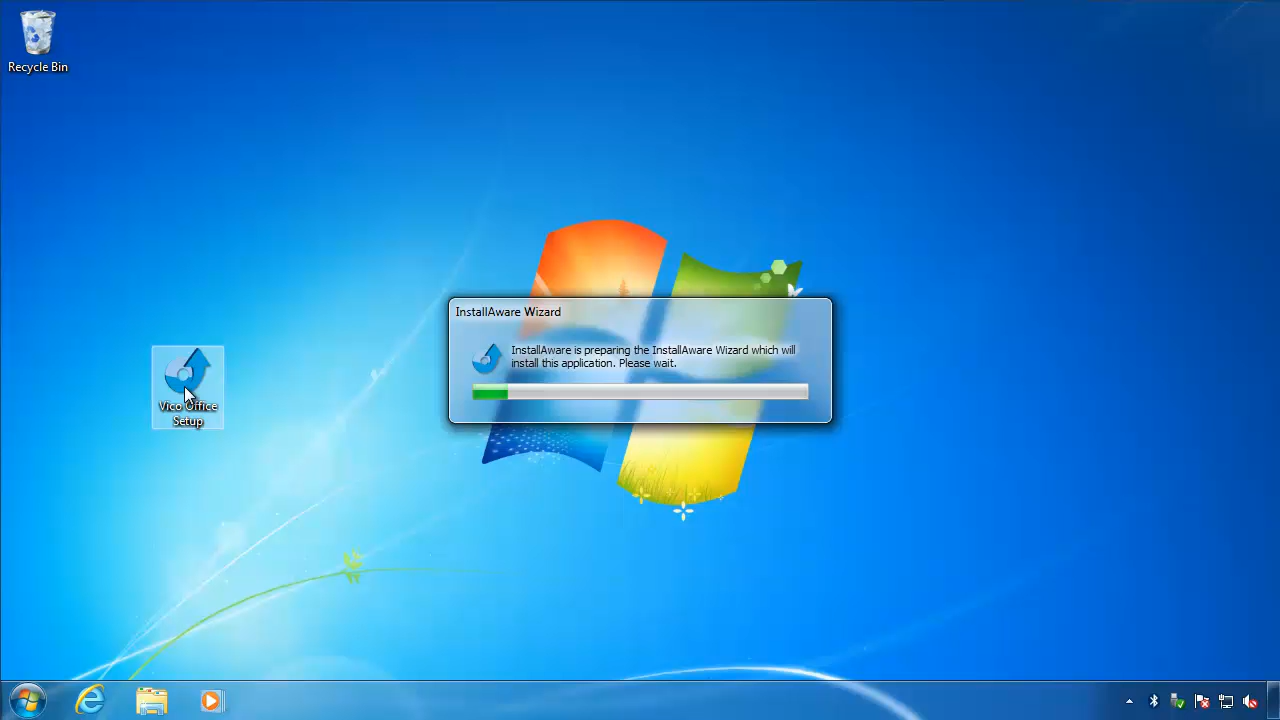 Recycle Bin
InstallAware Wizard
InstallAware is preparing the InstallAware Wizard which will
install this application. Please wait.
Vico Office
Setup